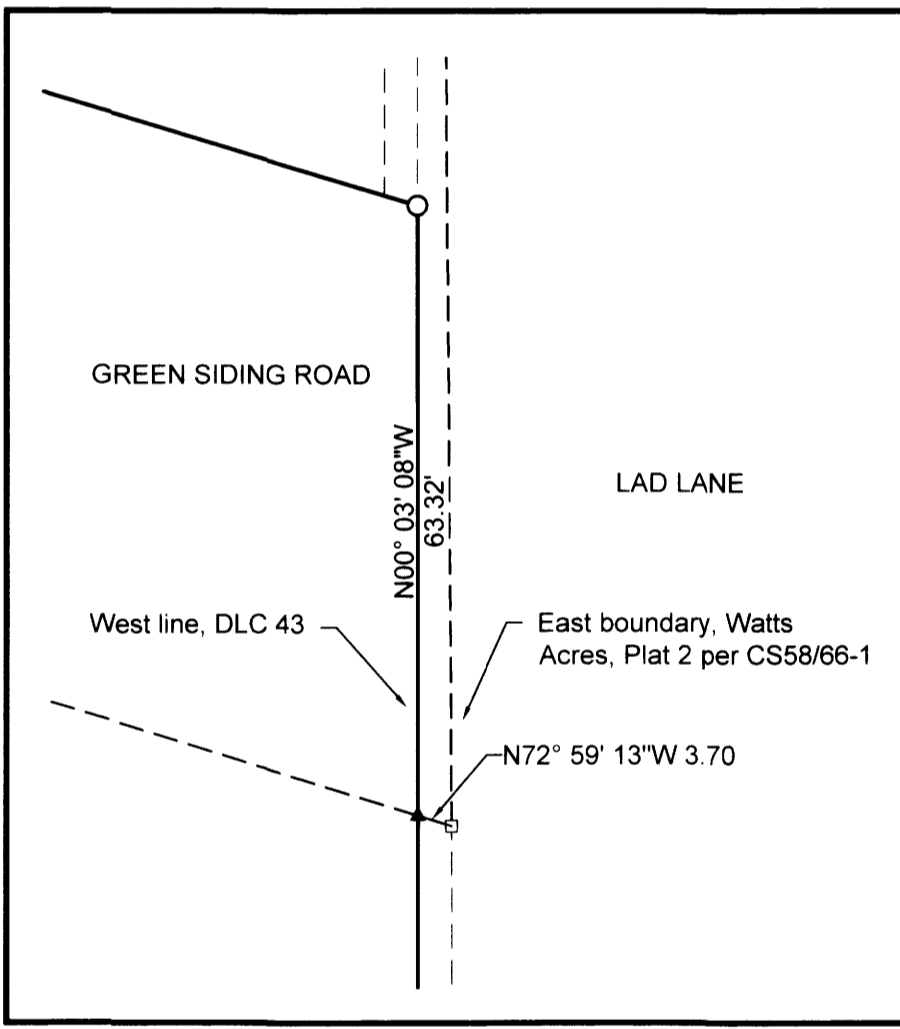 GREEN SIDING ROAD
N00° 03' 08"W
63.32'
LAD LANE
West line, DLC 43
East boundary, Watts
Acres, Plat 2 per CS58/66-1
N72° 59' 13"W 3.70